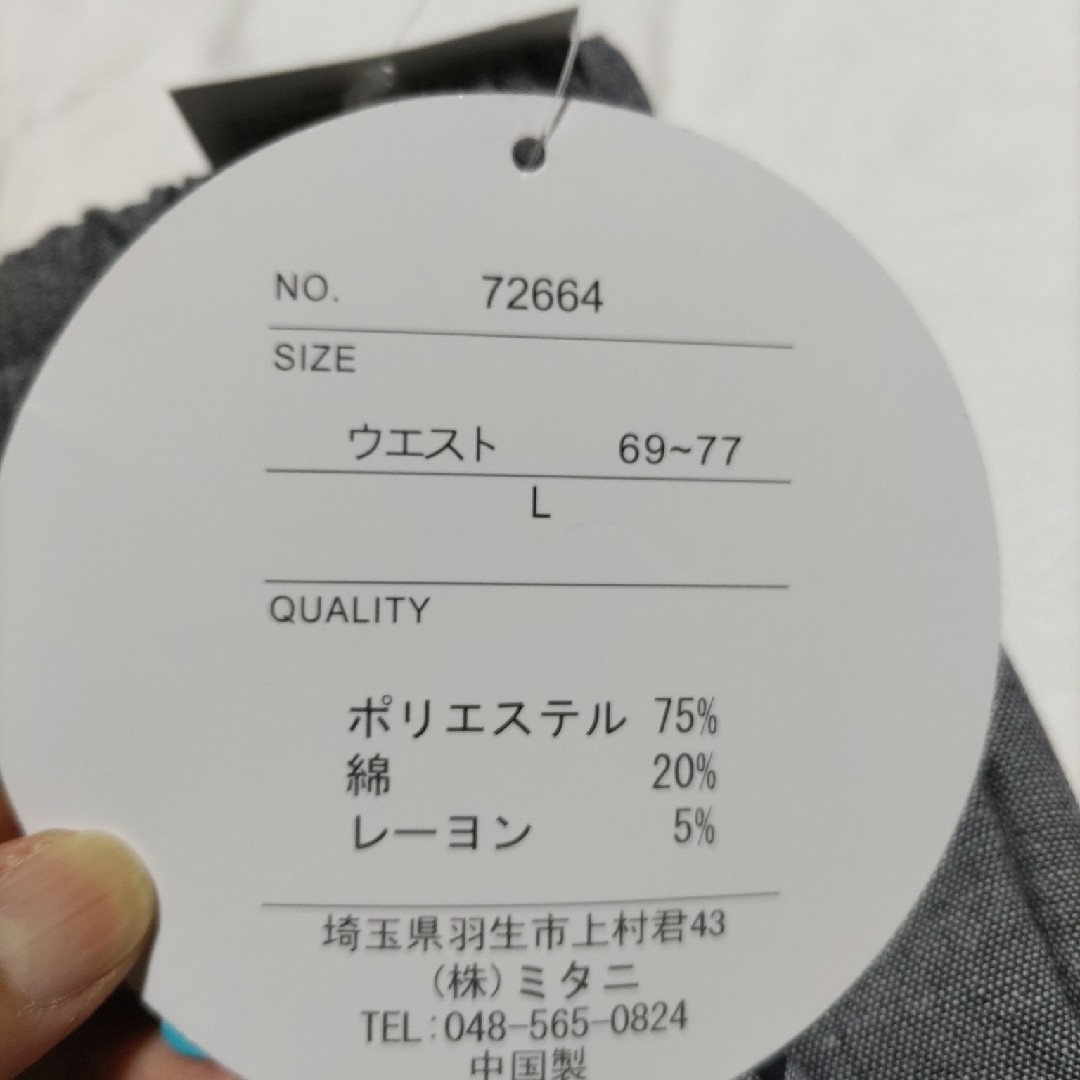 NO. 72664
SIZE
ウエスト 69~77
L
QUALITY
ポリエステル 75%
綿 20%
レーヨン 5%
埼玉県羽生市上村君43
(株)ミタニ
TEL:048-565-0824
中国製